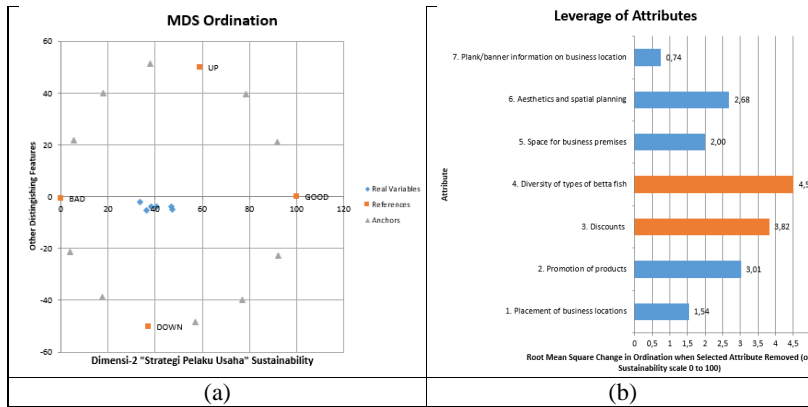 MDS Ordination
60
40
20
0
-20
-40
-60
0 20 40 60 80 100 120
UP
BAD
GOOD
DOWN
Other Distingishing Features
Dimensi-2 "Strategi Pelaku Usaha" Sustainability
Real Variables
References
Anchors
(a)
Leverage of Attributes
Attribute
7. Plank/banner information on business location
0,74
6. Aesthetics and spatial planning
2,68
5. Space for business premises
2,00
4. Diversity of types of betta fish
4,5
3. Discounts
3,82
2. Promotion of products
3,01
1. Placement of business locations
1,54
0 0,5 1 1,5 2 2,5 3 3,5 4 4,5
Root Mean Square Change in Ordination when Selected Attribute Removed (o
Sustainability scale 0 to 100)
(b)